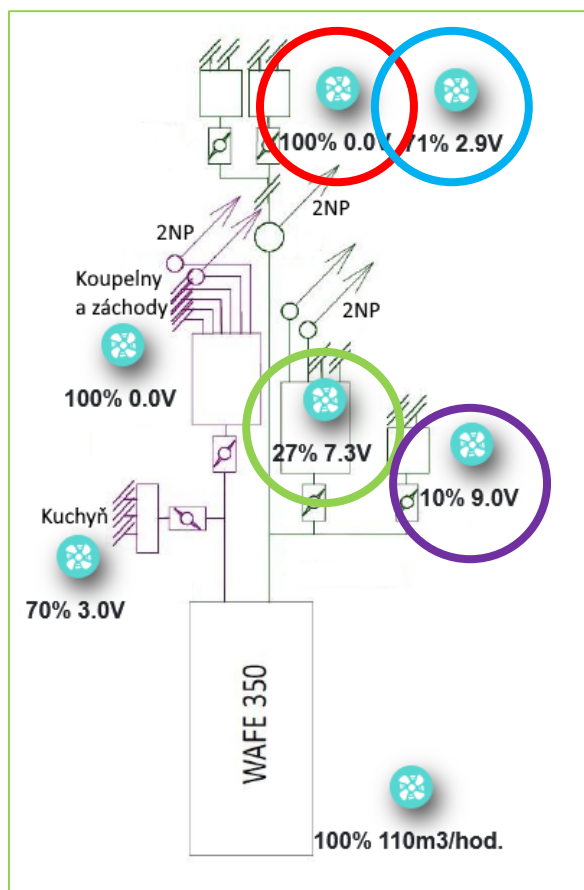 100% 0.0V
71% 2.9V
2NP
2NP
Koupelny
a záchody
2NP
100% 0.0V
27% 7.3V
10% 9.0V
Kuchyň
70% 3.0V
WAFE 350
100% 110m3/hod.